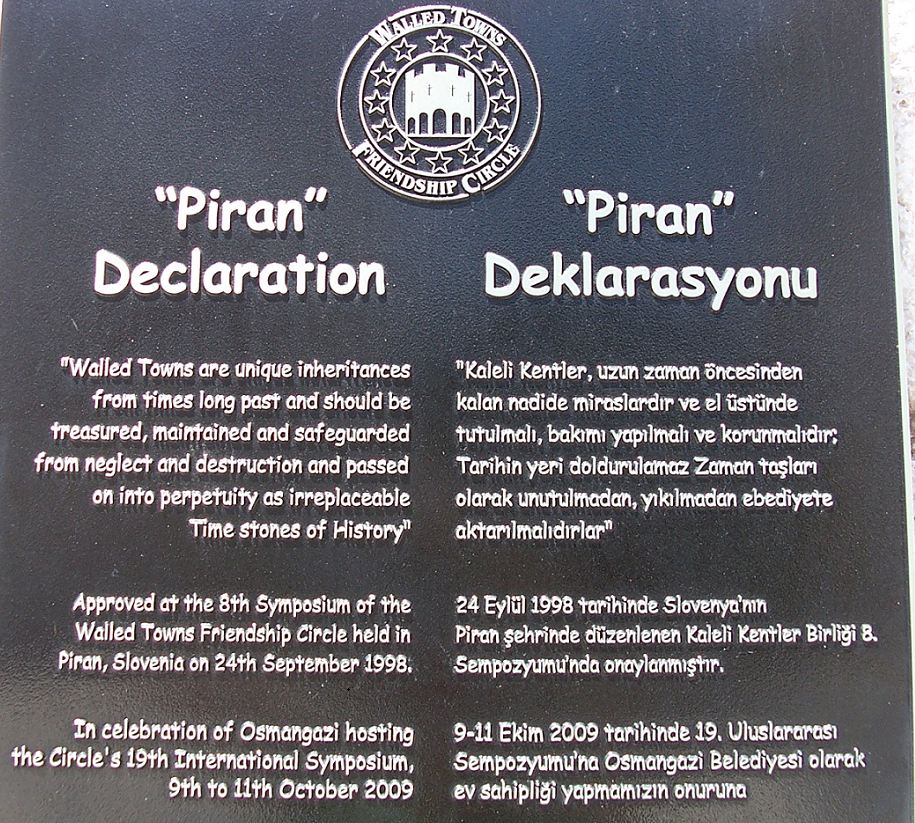 WALLED TOWNS
FRIENDSHIP CIRCLE
"Piran"
Declaration
"Walled Towns are unique inheritances
from times long past and should be
treasured, maintained and safeguarded
from neglect and destruction and passed
on into perpetuity as irreplaceable
Time stones of History"
Approved at the 8th Symposium of the
Walled Towns Friendship Circle held in
Piran, Slovenia on 24th September 1998.
In celebration of Osmangazi hosting
the Circle's 19th International Symposium,
9th to 11th October 2009
"Piran"
Deklarasyonu
"Kaleli Kentler, uzun zaman öncesinden
kalan nadide miraslardır ve el üstünde
tutulmalı, bakımı yapılmalı ve korunmalıdır;
Tarihin yeri doldurulamaz Zaman taşları
olarak unutulmadan, yıkılmadan ebediyete
aktarılmalıdırlar"
24 Eylül 1998 tarihinde Slovenya'nın
Piran şehrinde düzenlenen Kaleli Kentler Birliği 8.
Sempozyumu'nda onaylanmıştır.
9-11 Ekim 2009 tarihinde 19. Uluslararası
Sempozyumu'na Osmangazi Belediyesi olarak
ev sahipliği yapmamızın onuruna